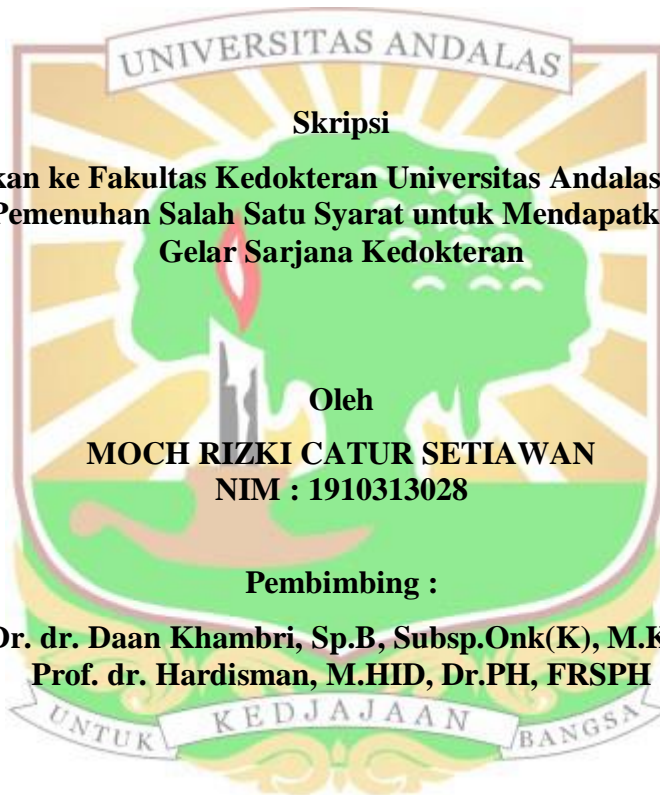 UNIVERSITAS ANDALAS
Skripsi
kan ke Fakultas Kedokteran Universitas Andalas
Pemenuhan Salah Satu Syarat untuk Mendapatk
Gelar Sarjana Kedokteran
Oleh
MOCH RIZKI CATUR SETIAWAN
NIM : 1910313028
Pembimbing :
Dr. dr. Daan Khambri, Sp.B, Subsp.Onk(K), M.K
Prof. dr. Hardisman, M.HID, Dr.PH, FRSPH
UNTUK KEDJAJAAN BANGSA